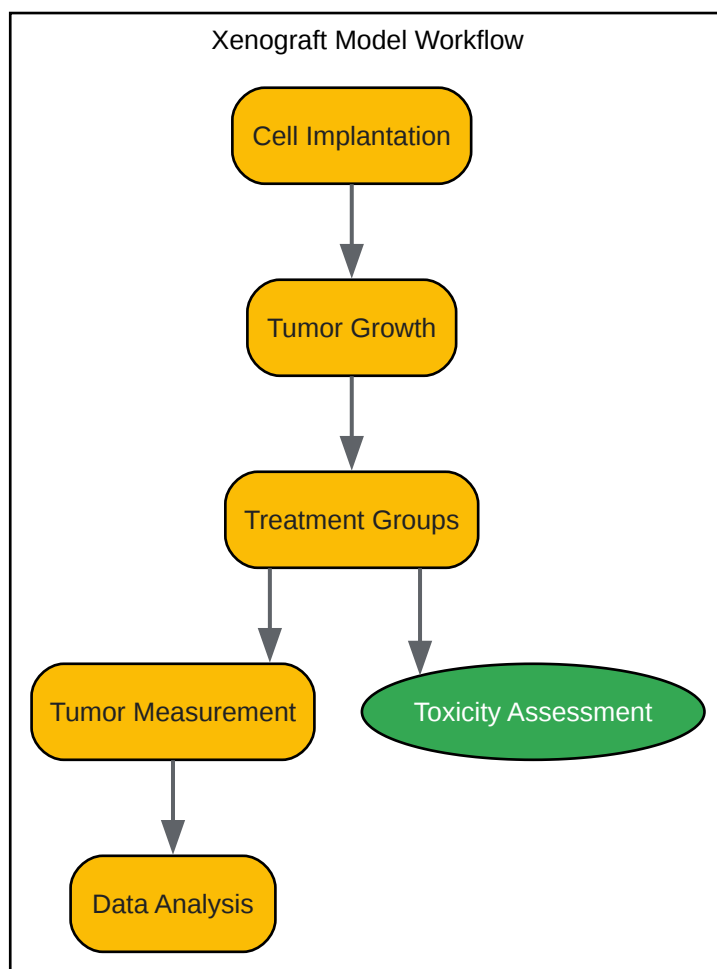 Xenograft Model Workflow
Cell Implantation
Tumor Growth
Treatment Groups
Tumor Measurement
Toxicity Assessment
Data Analysis